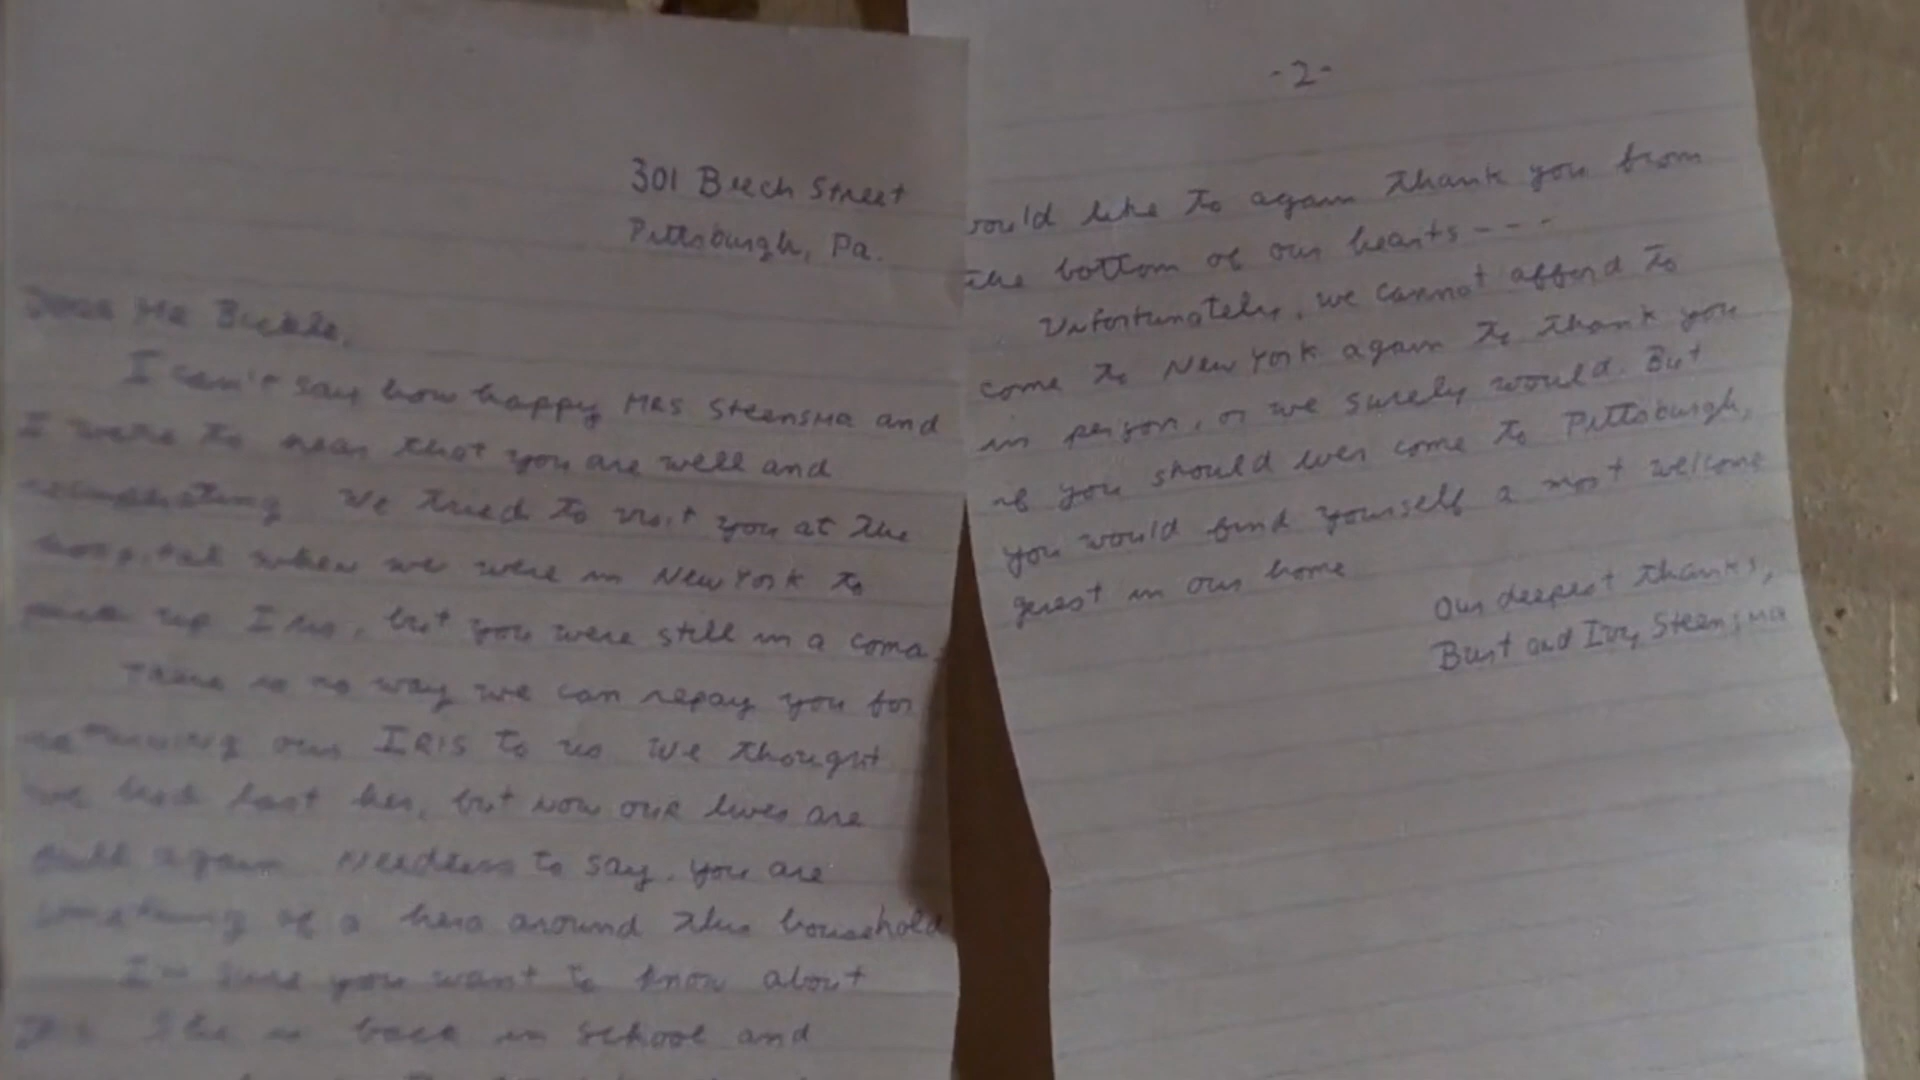 301 Beech Street
Pittsburgh, Pa.
Dear Mr Bickle,
I can't say how happy MRS Steensma and
I were to hear that you are well and
recuperating We tried to visit you at the
hospital when we were in New York to
pick up Iris, but you were still in a coma.
There is no way we can repay you for
returning our IRIS to us We thought
we had lost her, but now our lives are
full again Needless to say, you are
something of a hero around this household
I'm sure you want to know about
She is back in school and
-2-
would like to again thank you from
the bottom of our hearts - - -
Unfortunately, we cannot afford to
come to New York again to thank you
in person, or we surely would. But
if you should ever come to Pittsburgh,
you would find yourself a most welcome
guest in our home
Our deepest thanks,
Burt and Ivy Steensma